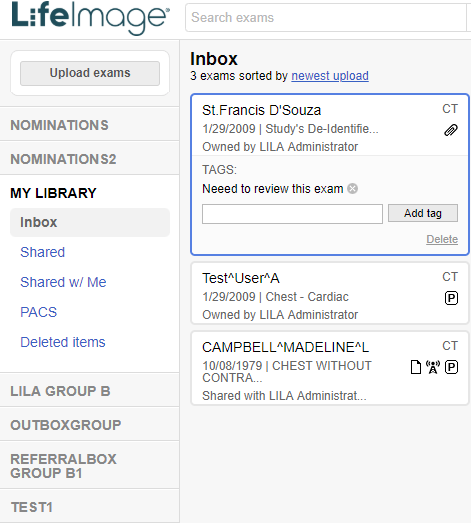 LifeImage
Search exams
Upload exams
NOMINATIONS
NOMINATIONS2
MY LIBRARY
Inbox
Shared
Shared w/ Me
PACS
Deleted items
LILA GROUP B
OUTBOXGROUP
REFERRALBOX
GROUP B1
TEST1
Inbox
3 exams sorted by newest upload
St.Francis D'Souza CT
1/29/2009 | Study's De-Identifie...
Owned by LILA Administrator
TAGS:
Neeed to review this exam
Add tag
Delete
Test^User^A CT
1/29/2009 | Chest - Cardiac P
Owned by LILA Administrator
CAMPBELL^MADELINE^L CT
10/08/1979 | CHEST WITHOUT P
CONTRA...
Shared with LILA Administrat...